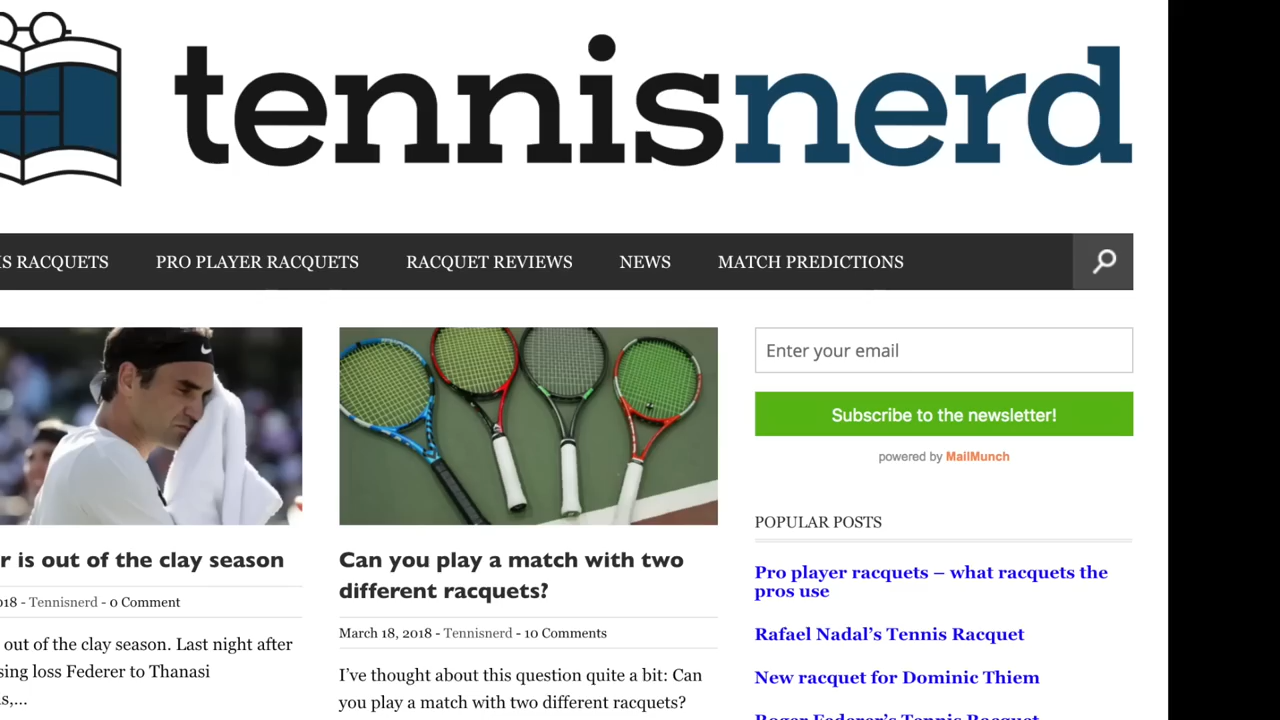 tennisnerd
S RACQUETS PRO PLAYER RACQUETS RACQUET REVIEWS NEWS MATCH PREDICTIONS
r is out of the clay season
018 - Tennisnerd - 0 Comment
out of the clay season. Last night after
sing loss Federer to Thanasi
s,...
Can you play a match with two
different racquets?
March 18, 2018 - Tennisnerd - 10 Comments
I've thought about this question quite a bit: Can
you play a match with two different racquets?
Enter your email
Subscribe to the newsletter!
powered by MailMunch
POPULAR POSTS
Pro player racquets – what racquets the
pros use
Rafael Nadal's Tennis Racquet
New racquet for Dominic Thiem
Roger Federer's Tennis Racquet